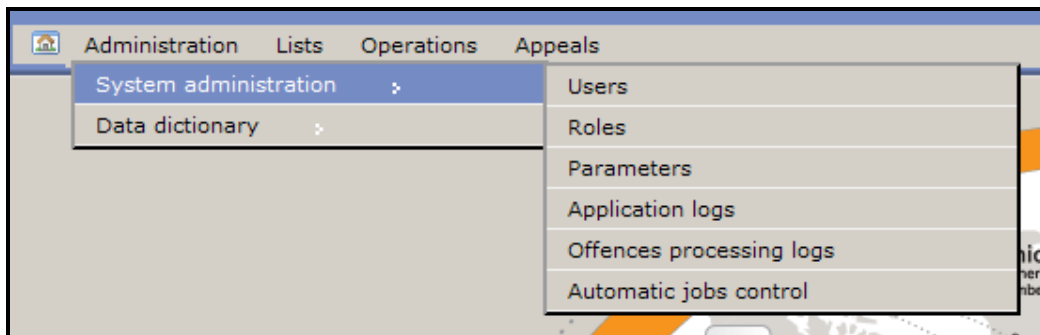 Administration Lists Operations Appeals
System administration
Data dictionary
Users
Roles
Parameters
Application logs
Offences processing logs
Automatic jobs control